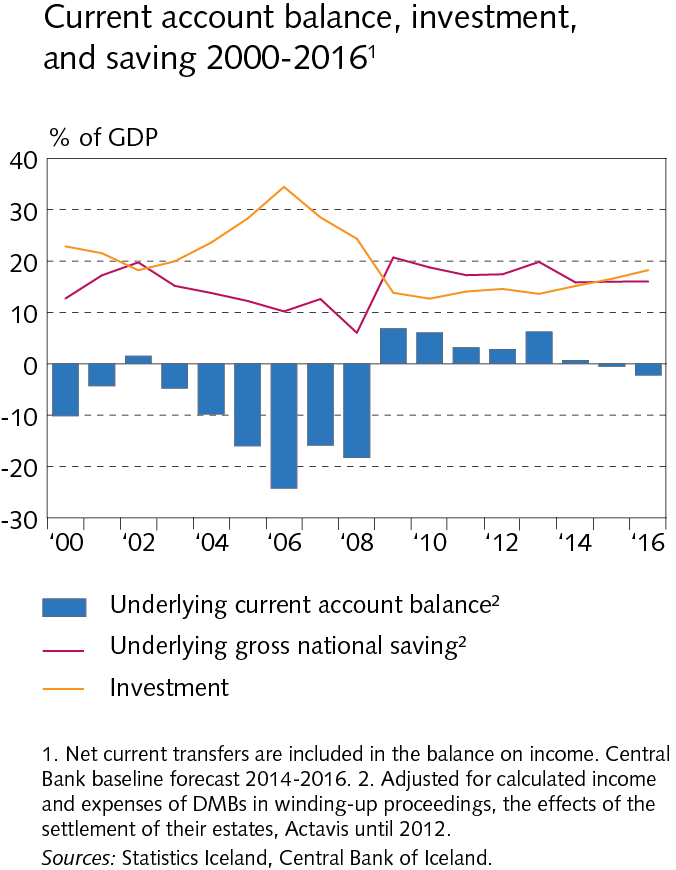 Current account balance, investment,
and saving 2000-2016¹
% of GDP
40
30
20
10
0
-10
-20
-30
‘00 ‘02 ‘04 ‘06 ‘08 ‘10 ‘12 ‘14 ‘16
Underlying current account balance²
Underlying gross national saving²
Investment
1. Net current transfers are included in the balance on income. Central
Bank baseline forecast 2014-2016. 2. Adjusted for calculated income
and expenses of DMBs in winding-up proceedings, the effects of the
settlement of their estates, Actavis until 2012.
Sources: Statistics Iceland, Central Bank of Iceland.